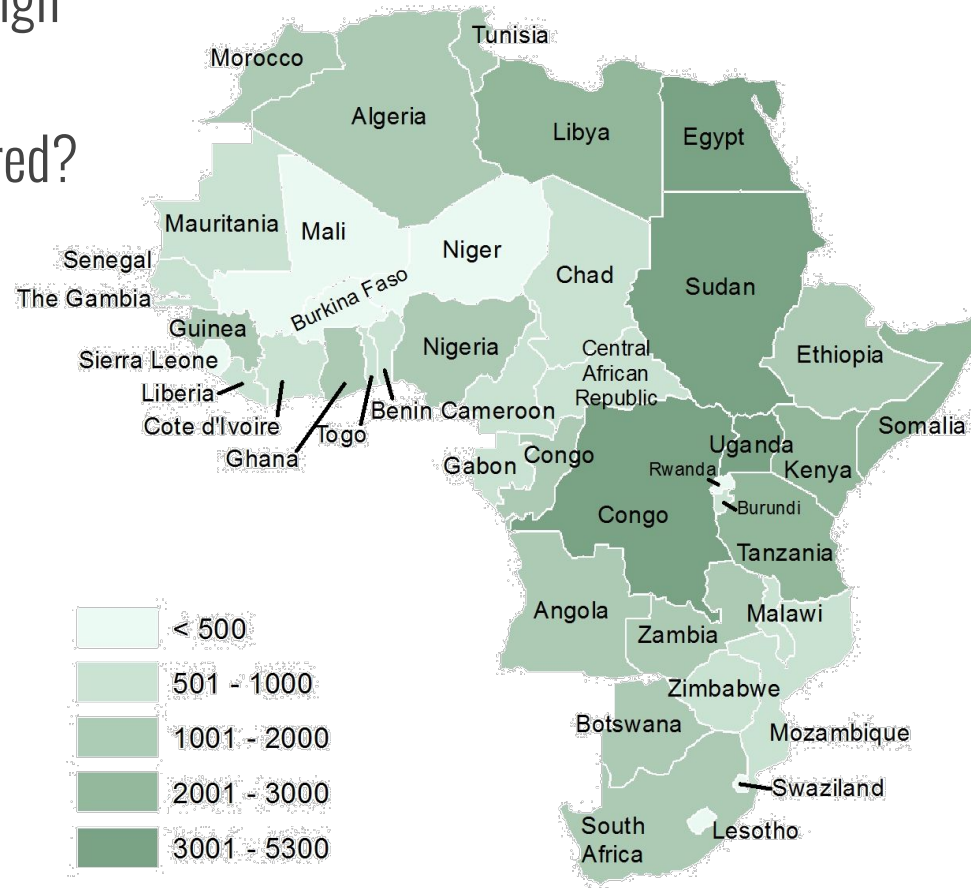 red?
Morocco
Tunisia
Algeria
Libya
Egypt
Mauritania
Mali
Niger
Chad
Sudan
Senegal
The Gambia
Burkina Faso
Guinea
Nigeria
Ethiopia
Sierra Leone
Central
African
Republic
Liberia
Cote d'Ivoire
Togo
Ghana
Benin
Cameroon
Somalia
Gabon
Congo
Uganda
Kenya
Rwanda
Burundi
Congo
Tanzania
Angola
Malawi
Zambia
Zimbabwe
Botswana
Mozambique
Swaziland
South
Africa
Lesotho
< 500
501 - 1000
1001 - 2000
2001 - 3000
3001 - 5300